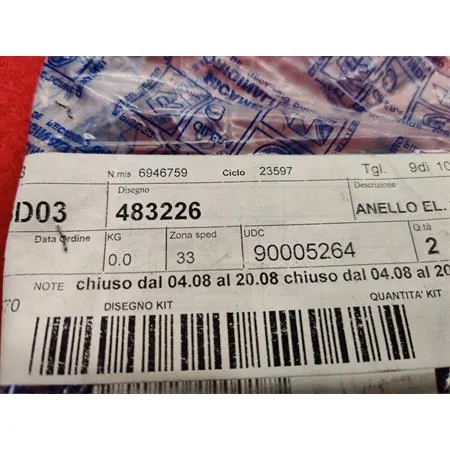 N.mis 6946759 Ciclo 23597 Tgl. 9di 10
Disegno Descrizione
D03 483226 ANELLO EL.
Data Ordine KG Zona sped UDC Q.tà
0.0 33 90005264 2
NOTE chiuso dal 04.08 al 20.08 chiuso dal 04.08 al 20
70 DISEGNO KIT QUANTITA' KIT